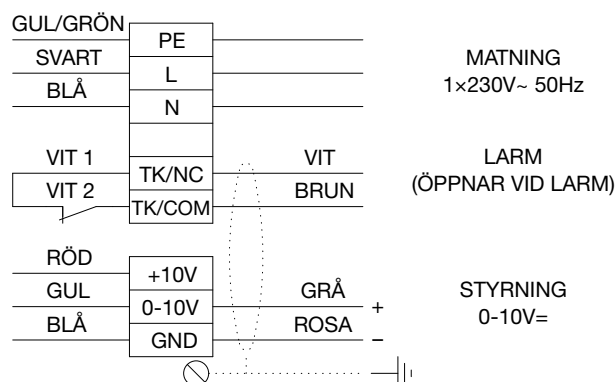 GUL/GRÖN PE
SVART L MATNING
BLÅ N 1×230V~ 50Hz
VIT 1 TK/NC VIT LARM
VIT 2 TK/COM BRUN (ÖPPNAR VID LARM)
RÖD +10V
GUL 0-10V GRÅ + STYRNING
BLÅ GND ROSA – 0-10V=